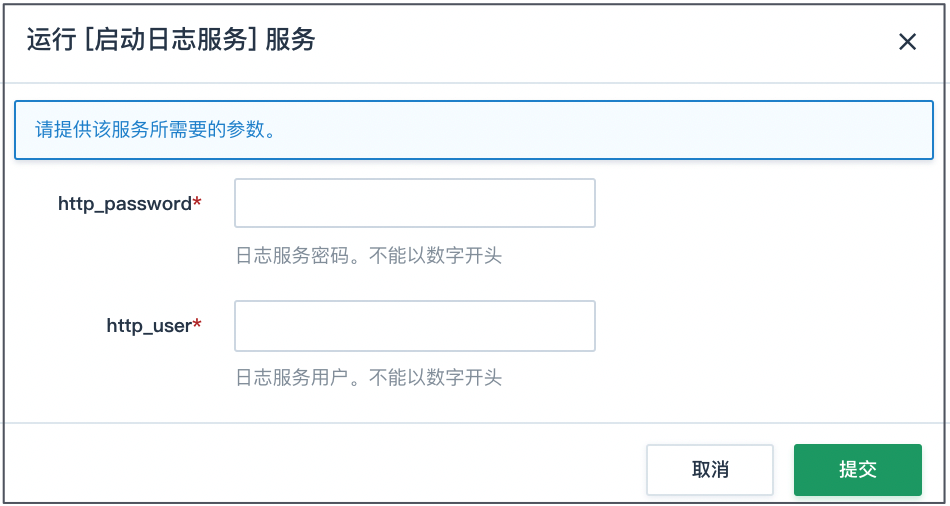 运行 [启动日志服务] 服务
请提供该服务所需要的参数。
http_password*
日志服务密码。不能以数字开头
http_user*
日志服务用户。不能以数字开头
取消
提交